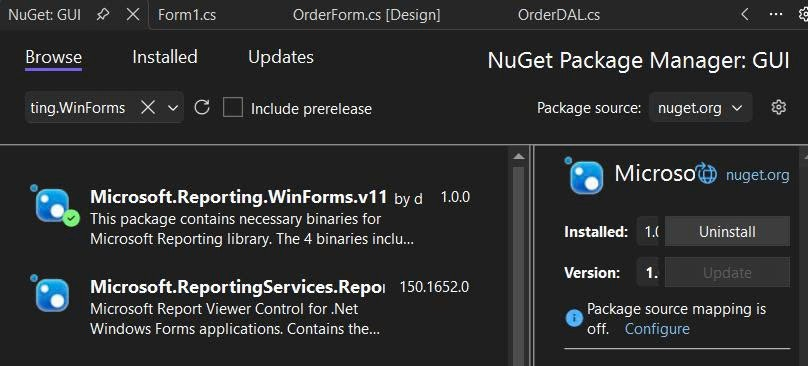 NuGet: GUI Form1.cs OrderForm.cs [Design] OrderDAL.cs
Browse Installed Updates NuGet Package Manager: GUI
ting.WinForms Include prerelease Package source: nuget.org
Microsoft.Reporting.WinForms.v11 by d 1.0.0
This package contains necessary binaries for
Microsoft Reporting library. The 4 binaries inclu...
Microsoft.ReportingServices.Repo 150.1652.0
Microsoft Report Viewer Control for .Net
Windows Forms applications. Contains the...
Microso nuget.org
Installed: 1.0 Uninstall
Version: 1. Update
Package source mapping is
off. Configure